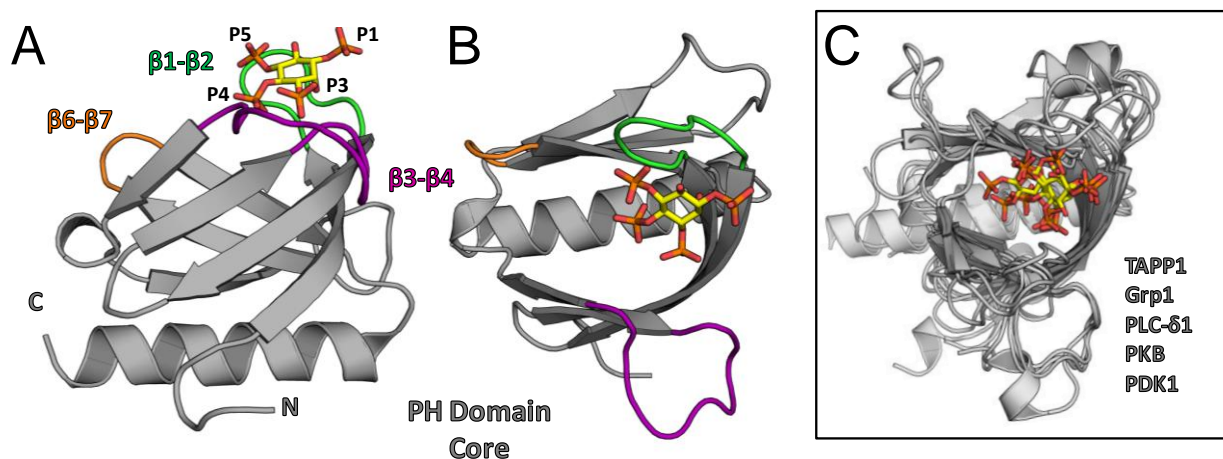 A
P5
P1
β1-β2
P4
P3
β6-β7
β3-β4
C
N
B
PH Domain
Core
C
TAPP1
Grp1
PLC-δ1
PKB
PDK1